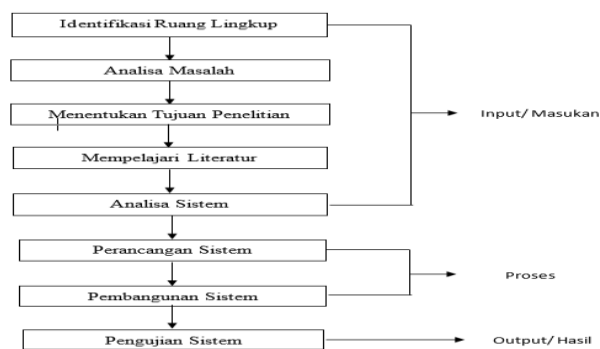 Identifikasi Ruang Lingkup
Analisa Masalah
Menentukan Tujuan Penelitian
Input/ Masukan
Mempelajari Literatur
Analisa Sistem
Perancangan Sistem
Proses
Pembangunan Sistem
Pengujian Sistem
Output/ Hasil